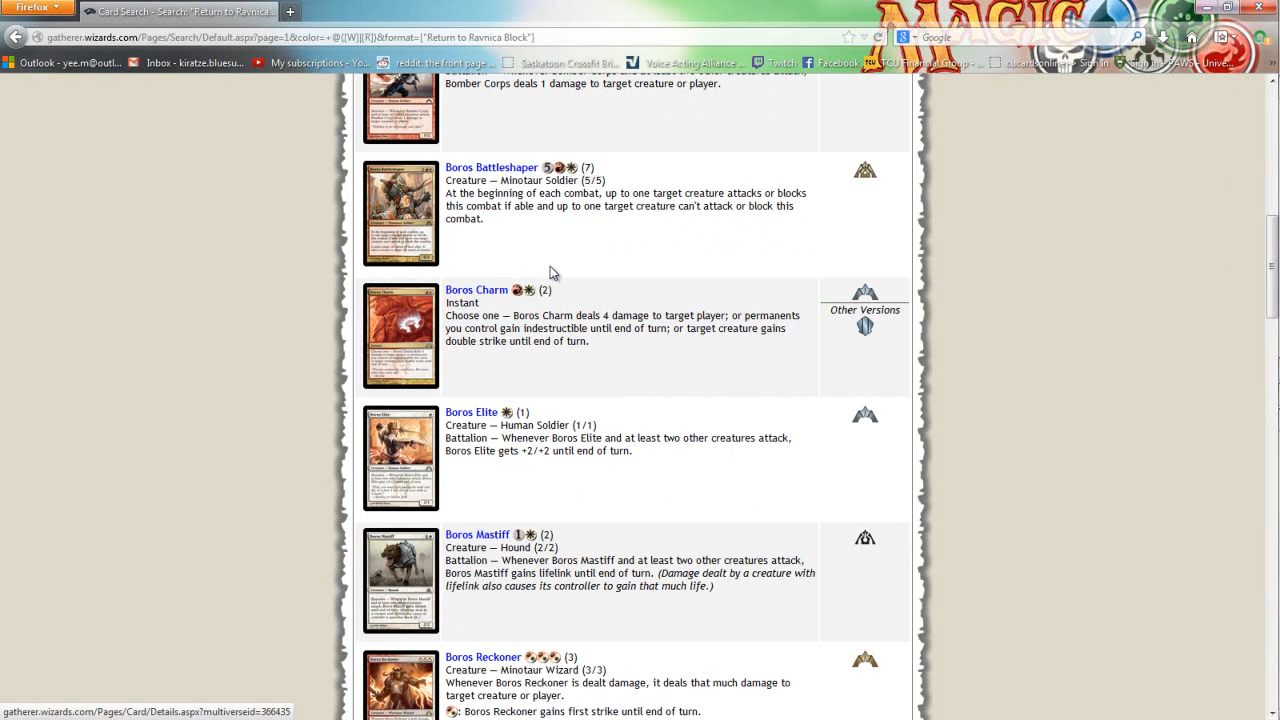 Firefox
Card Search - Search: "Return to Ravnica...
MAGIC
gatherer.wizards.com/Pages/Search/Default.aspx?page=1&color=+@([W][R])&format=["Return to Ravnica Block"]
Google
Outlook - yee.m@outl...
Inbox - kiratze.bluesu...
My subscriptions - Yo...
reddit: the front page ...
Saskatoon Crossfit Bri...
Voice Acting Alliance ...
Twitch
Facebook
TCU Financial Group - ...
cucardsonline - Sign In
Sign in - PAWS - Unive...
Bomber Corps deals 1 damage to target creature or player.
Boros Battleshaper (7)
Creature — Minotaur Soldier (5/5)
At the beginning of each combat, up to one target creature attacks or blocks
this combat if able and up to one target creature can't attack or block this
combat.
Boros Charm (2)
Instant
Choose one — Boros Charm deals 4 damage to target player; or permanents
you control gain indestructible until end of turn; or target creature gains
double strike until end of turn.
Other Versions
Boros Elite (1)
Creature — Human Soldier (1/1)
Battalion — Whenever Boros Elite and at least two other creatures attack,
Boros Elite gets +2/+2 until end of turn.
Boros Mastiff (2)
Creature — Hound (2/2)
Battalion — Whenever Boros Mastiff and at least two other creatures attack,
Boros Mastiff gains lifelink until end of turn. (Damage dealt by a creature with
lifelink also causes its controller to gain that much life.)
Boros Reckoner (3)
Creature — Minotaur Wizard (3/3)
Whenever Boros Reckoner is dealt damage, it deals that much damage to
target creature or player.
: Boros Reckoner gains first strike until end of turn.